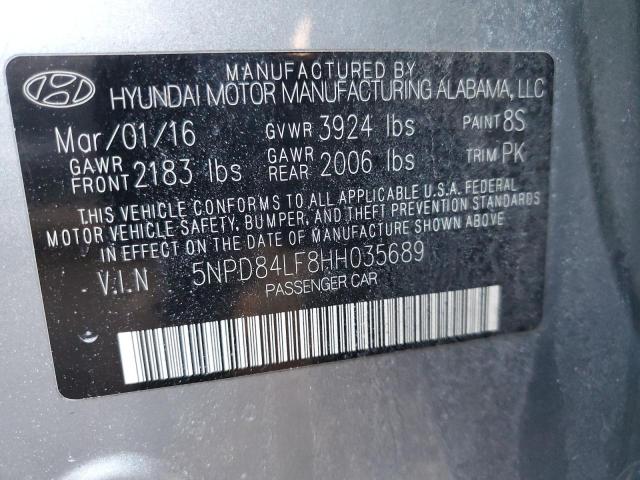 MANUFACTURED BY
HYUNDAI MOTOR MANUFACTURING ALABAMA, LLC
Mar/01/16 GVWR 3924 lbs PAINT 8S
GAWR FRONT 2183 lbs GAWR REAR 2006 lbs TRIM PK
THIS VEHICLE CONFORMS TO ALL APPLICABLE U.S.A. FEDERAL
MOTOR VEHICLE SAFETY, BUMPER, AND THEFT PREVENTION STANDARDS
IN EFFECT ON THE DATE OF MANUFACTURE SHOWN ABOVE
V.I.N 5NPD84LF8HH035689
PASSENGER CAR